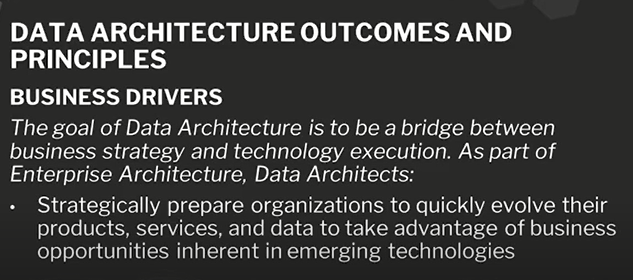 DATA ARCHITECTURE OUTCOMES AND
PRINCIPLES
BUSINESS DRIVERS
The goal of Data Architecture is to be a bridge between
business strategy and technology execution. As part of
Enterprise Architecture, Data Architects:
• Strategically prepare organizations to quickly evolve their
products, services, and data to take advantage of business
opportunities inherent in emerging technologies